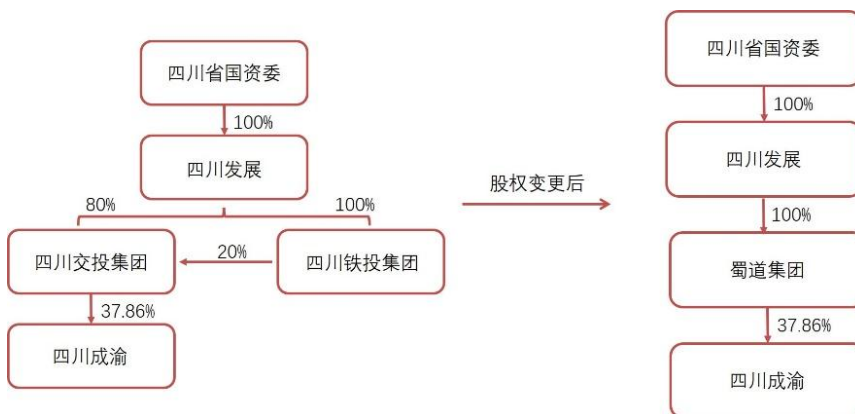 四川省国资委
100%
四川发展
80%
100%
四川交投集团
20%
四川铁投集团
37.86%
四川成渝
股权变更后
四川省国资委
100%
四川发展
100%
蜀道集团
37.86%
四川成渝